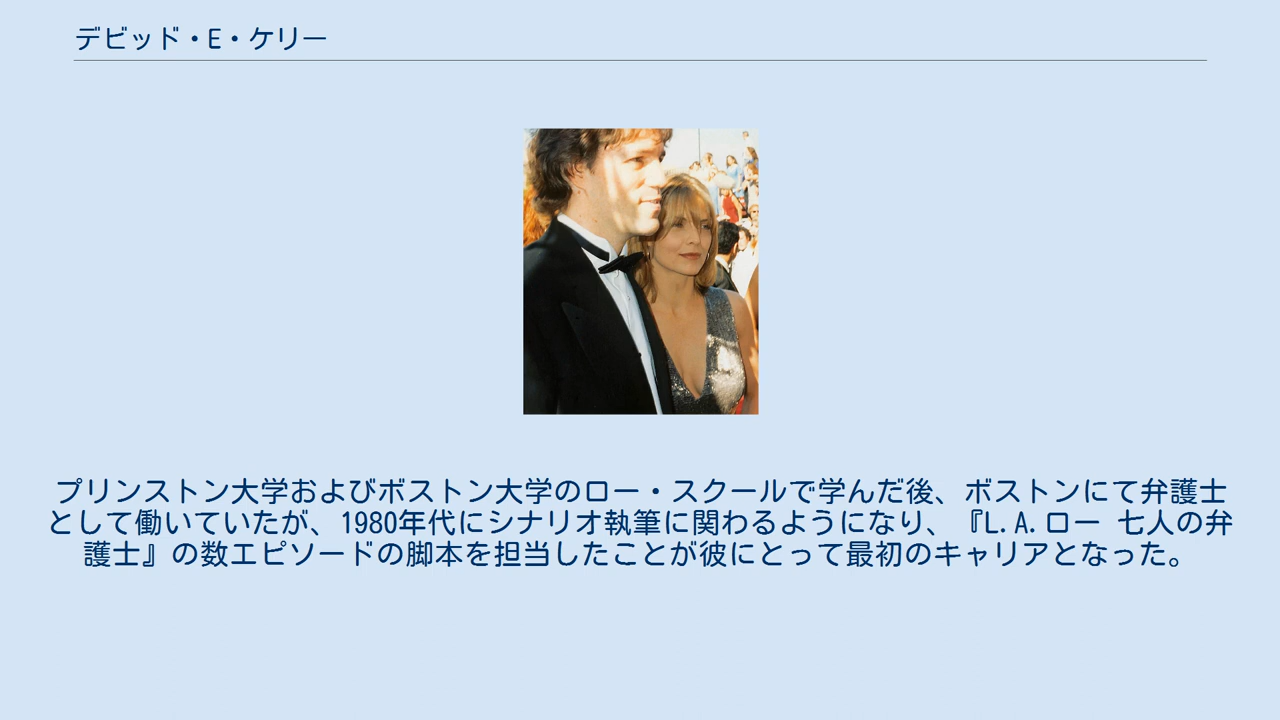 デビッド・E・ケリー
プリンストン大学およびボストン大学のロー・スクールで学んだ後、ボストンにて弁護士
として働いていたが、1980年代にシナリオ執筆に関わるようになり、『L.A.ロー 七人の弁
護士』の数エピソードの脚本を担当したことが彼にとって最初のキャリアとなった。